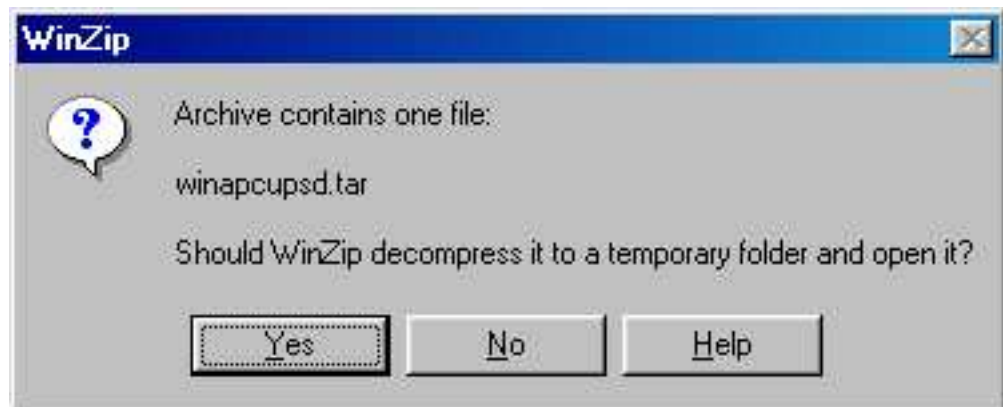 WinZip
Archive contains one file:
winapcupsd.tar
Should WinZip decompress it to a temporary folder and open it?
Yes No Help